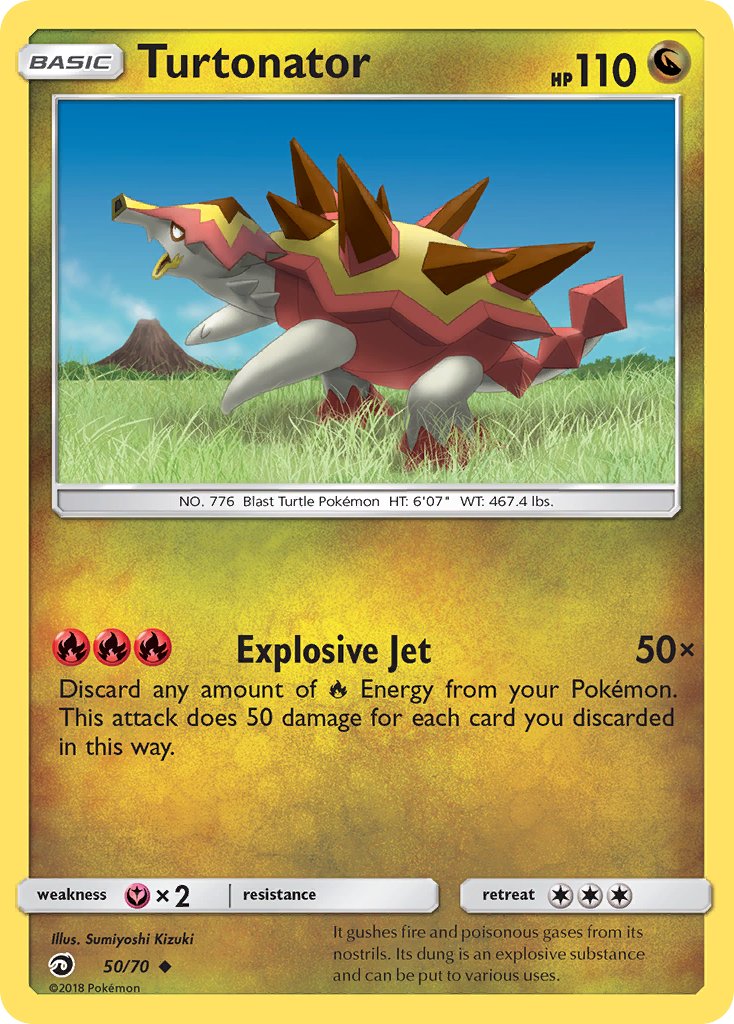 BASIC Turtonator HP 110
NO. 776 Blast Turtle Pokémon HT: 6'07" WT: 467.4 lbs.
Explosive Jet 50×
Discard any amount of Energy from your Pokémon.
This attack does 50 damage for each card you discarded
in this way.
weakness × 2 resistance retreat
Illus. Sumiyoshi Kizuki
50/70
©2018 Pokémon
It gushes fire and poisonous gases from its
nostrils. Its dung is an explosive substance
and can be put to various uses.